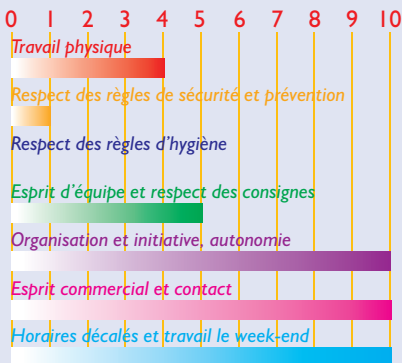 0 1 2 3 4 5 6 7 8 9 10
Travail physique
Respect des règles de sécurité et prévention
Respect des règles d'hygiène
Esprit d'équipe et respect des consignes
Organisation et initiative, autonomie
Esprit commercial et contact
Horaires décalés et travail le week-end